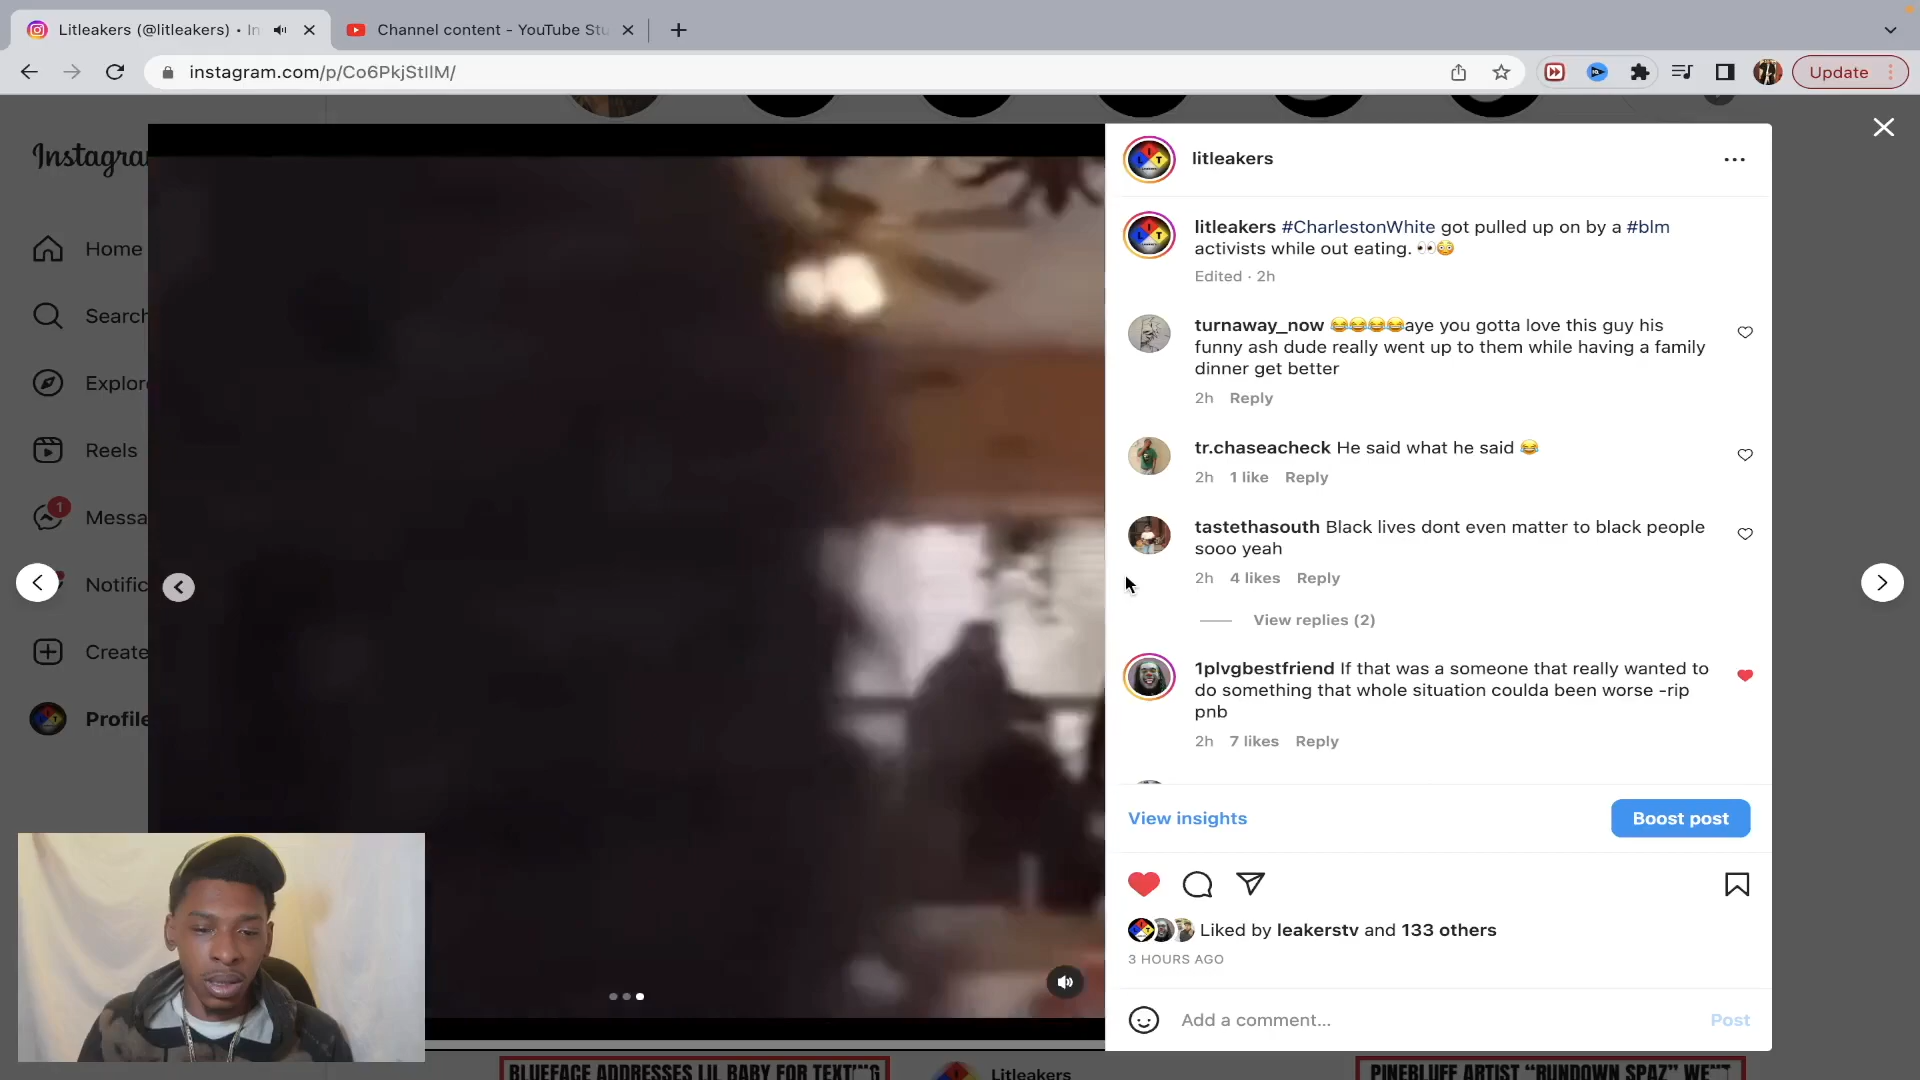 Litleakers (@litleakers) • In
Channel content - YouTube Stu
instagram.com/p/Co6PkjStIlM/
Update
Instagra
Home
Search
Explore
Reels
Messa
1
Notific
Create
Profile
litleakers
litleakers #CharlestonWhite got pulled up on by a #blm
activists while out eating. 👀😳
Edited · 2h
turnaway_now 😂😂😂😂aye you gotta love this guy his
funny ash dude really went up to them while having a family
dinner get better
2h Reply
tr.chaseacheck He said what he said 😂
2h 1 like Reply
tastethasouth Black lives dont even matter to black people
sooo yeah
2h 4 likes Reply
View replies (2)
1plvgbestfriend If that was a someone that really wanted to
do something that whole situation coulda been worse -rip
pnb
2h 7 likes Reply
View insights
Boost post
Liked by leakerstv and 133 others
3 HOURS AGO
Add a comment...
Post
BLUEFACE ADDRESSES LIL BABY FOR TEXTING
Litleakers
PINEBLUFF ARTIST "RUNDOWN SPAZ" WENT